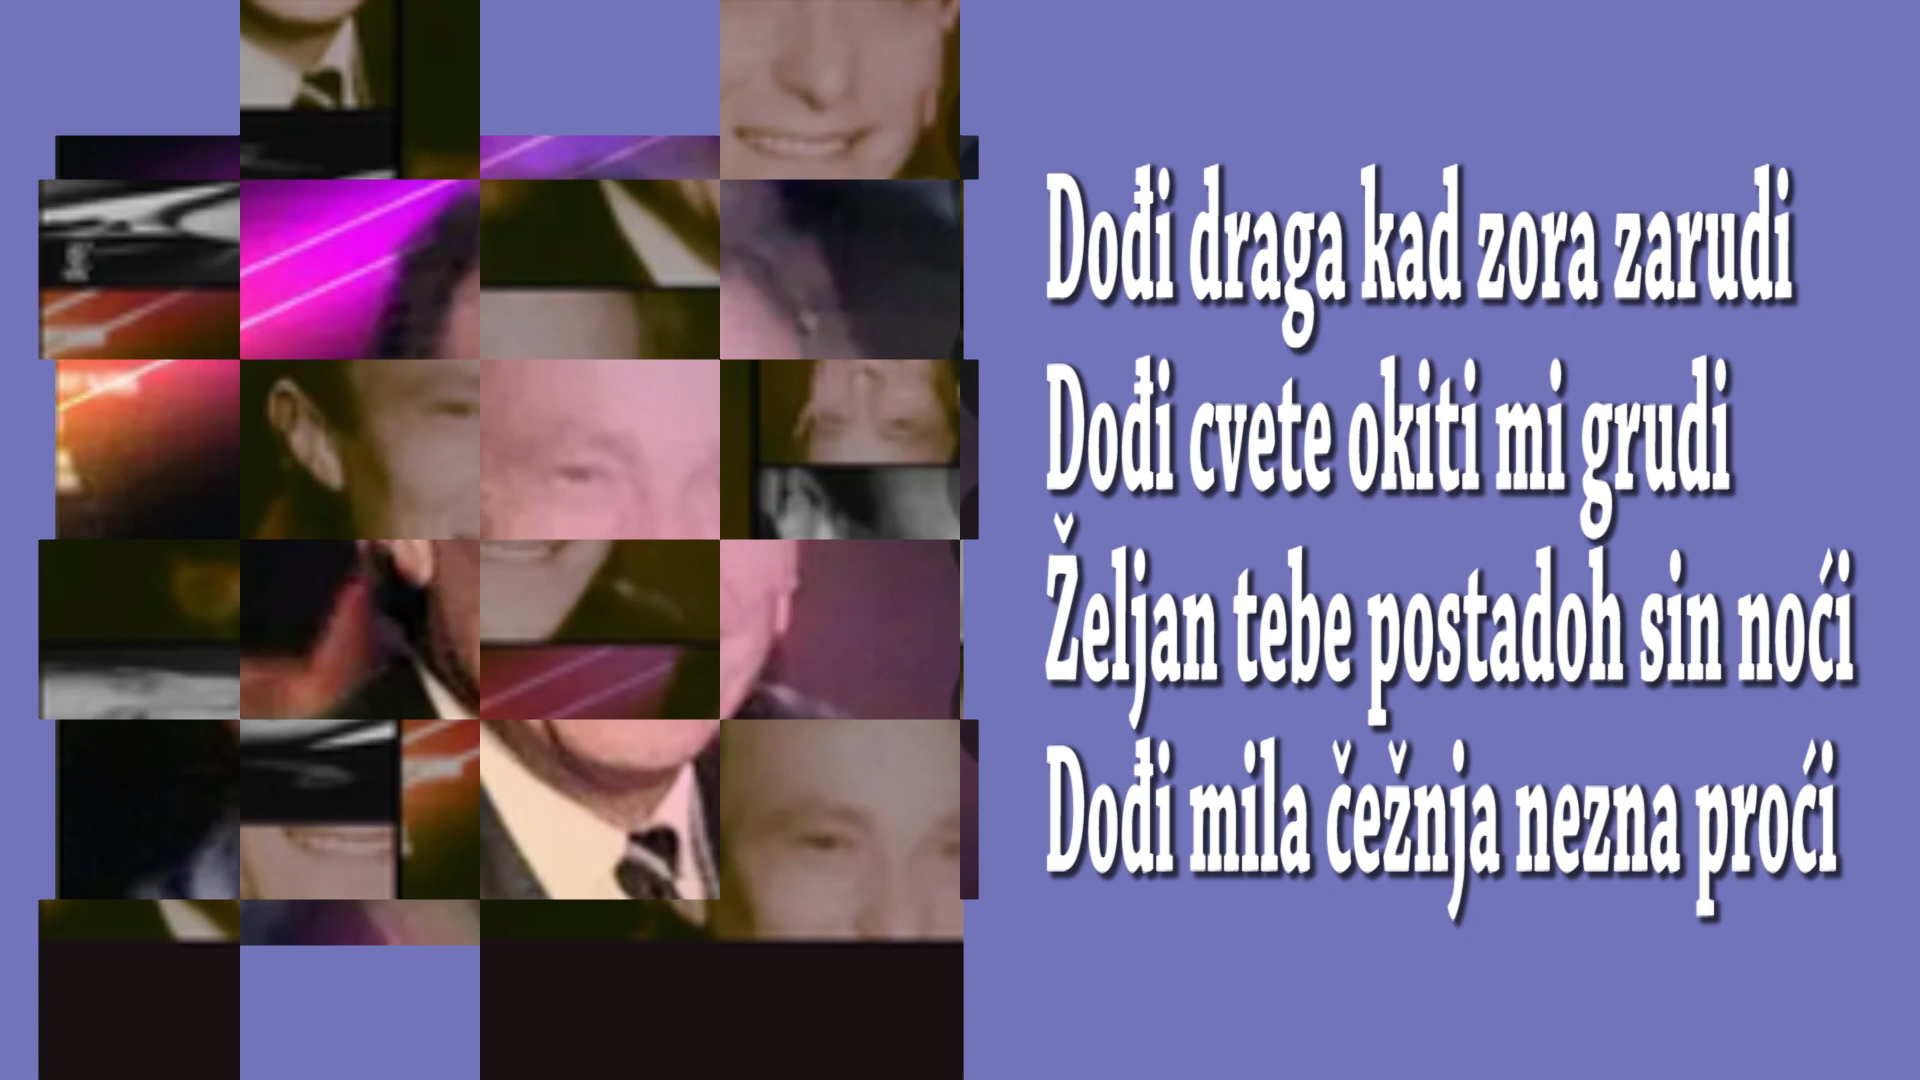 Dođi draga kad zora zarudi
Dođi cvete okiti mi grudi
Željan tebe postadoh sin noći
Dođi mila čežnja nezna proći